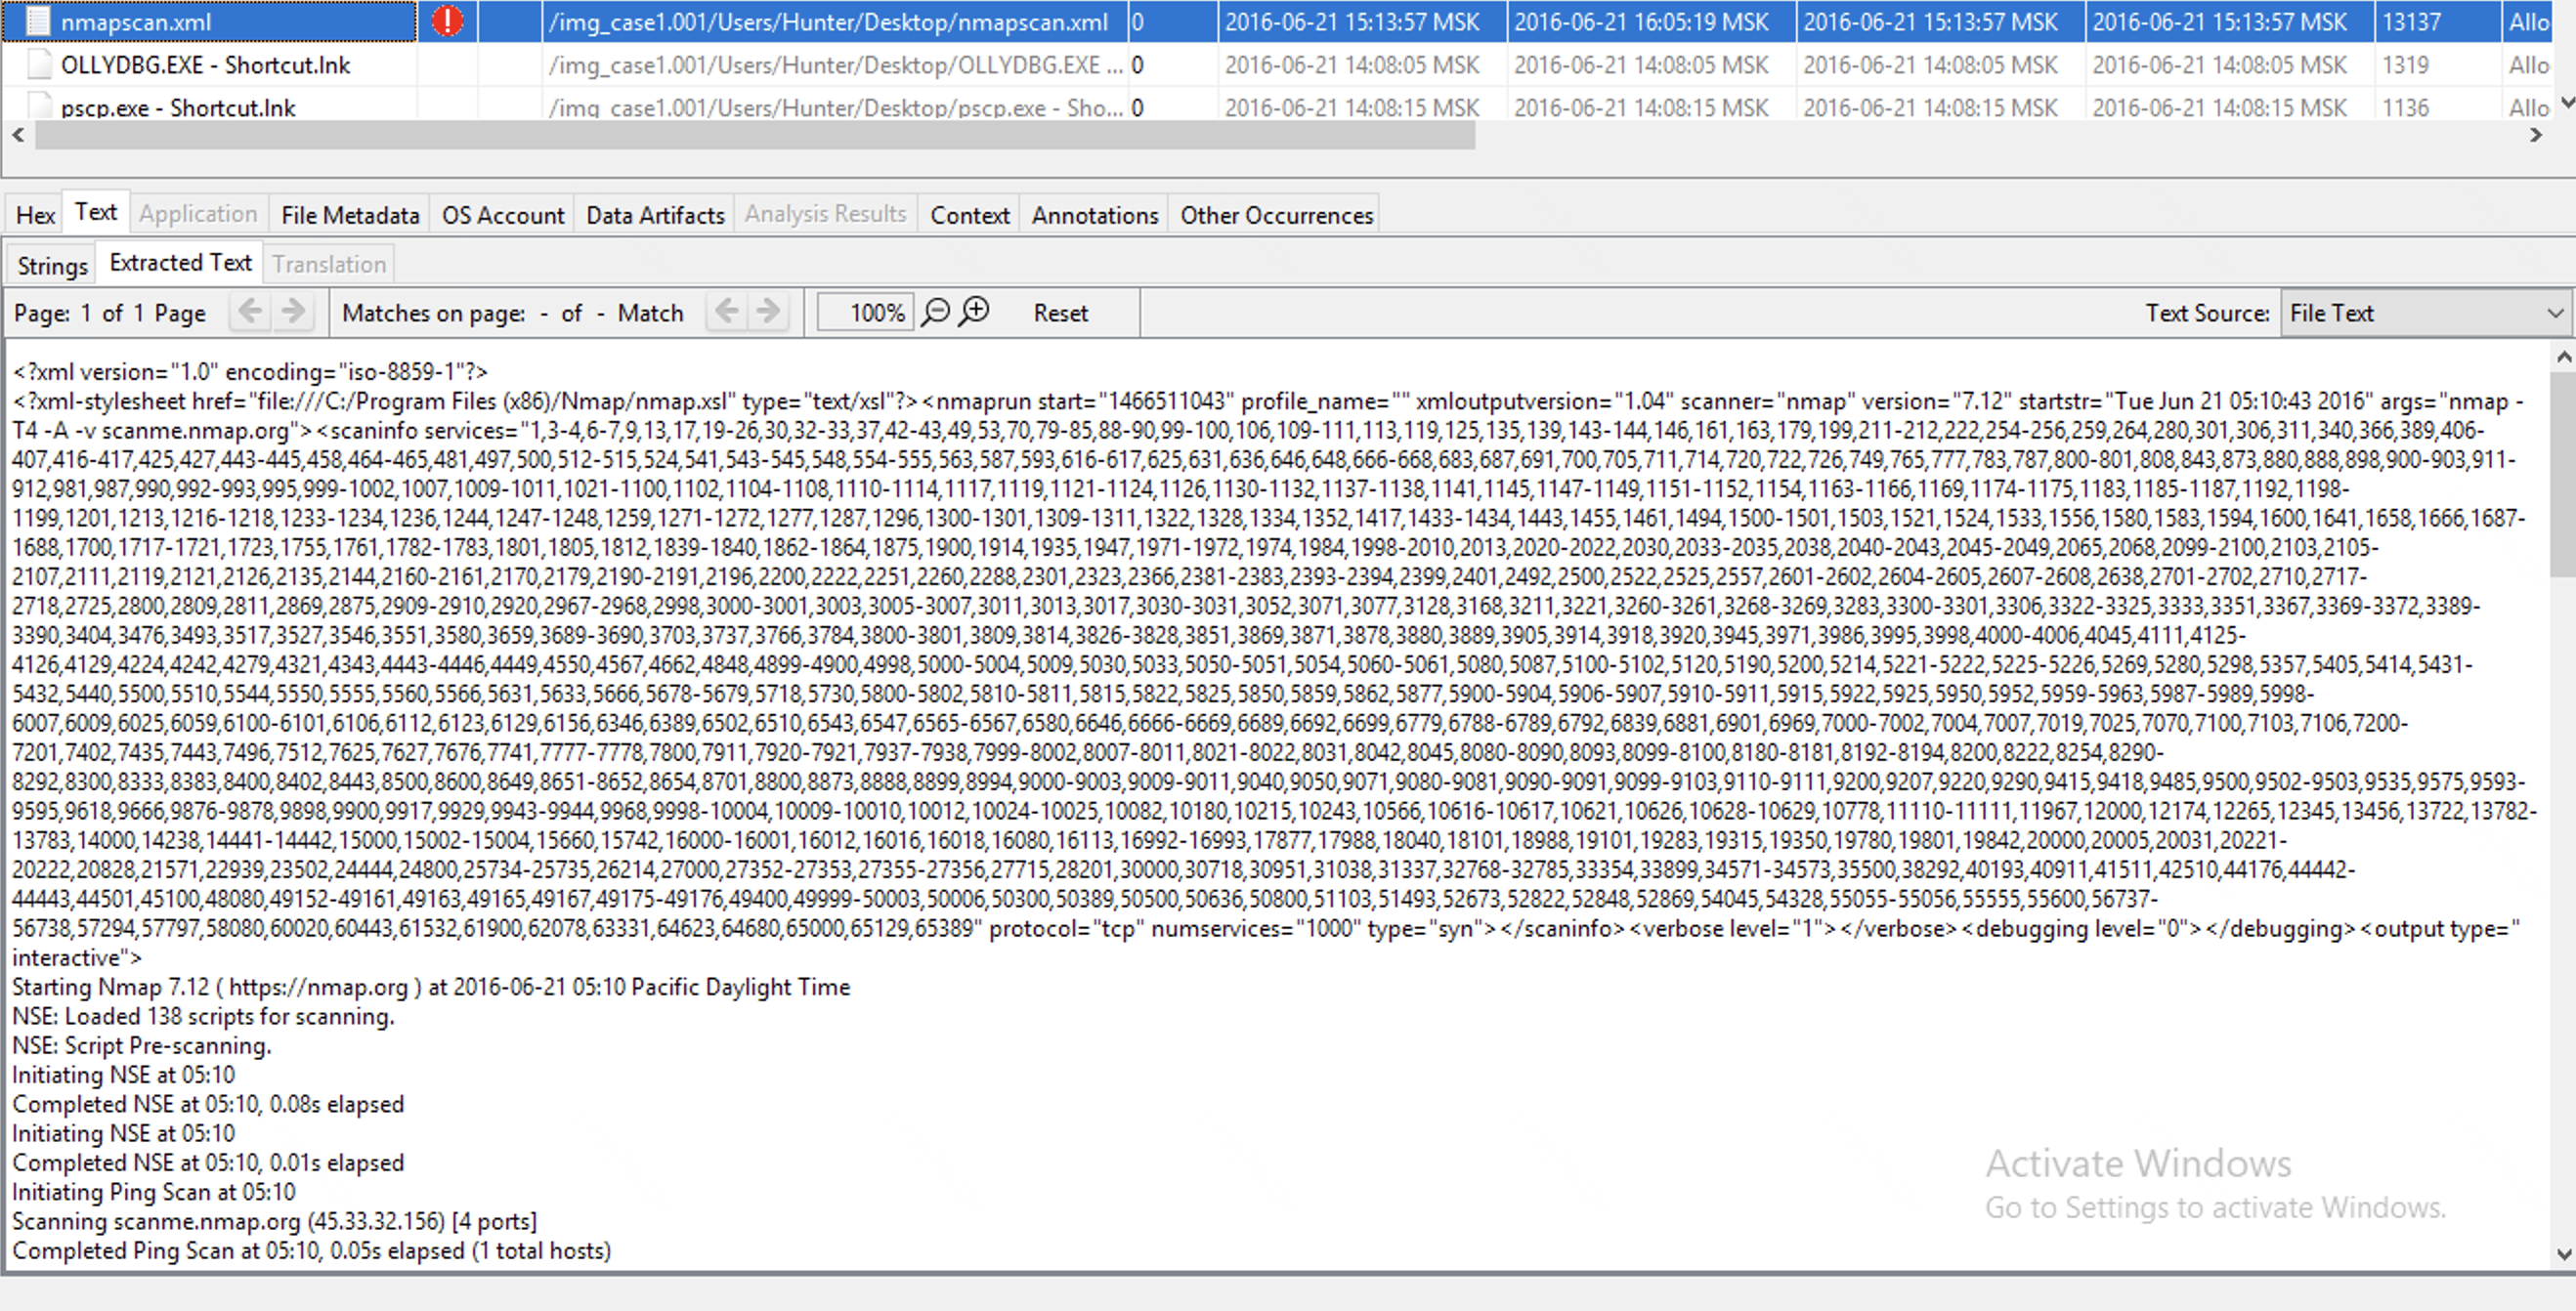 nmapscan.xml /img_case1.001/Users/Hunter/Desktop/nmapscan.xml 0 2016-06-21 15:13:57 MSK 2016-06-21 16:05:19 MSK 2016-06-21 15:13:57 MSK 2016-06-21 15:13:57 MSK 13137 Allo
OLLYDBG.EXE - Shortcut.lnk /img_case1.001/Users/Hunter/Desktop/OLLYDBG.EXE ... 0 2016-06-21 14:08:05 MSK 2016-06-21 14:08:05 MSK 2016-06-21 14:08:05 MSK 2016-06-21 14:08:05 MSK 1319 Allo
pscp.exe - Shortcut.lnk /img_case1.001/Users/Hunter/Desktop/pscp.exe - Sho... 0 2016-06-21 14:08:15 MSK 2016-06-21 14:08:15 MSK 2016-06-21 14:08:15 MSK 2016-06-21 14:08:15 MSK 1136 Allo
Hex Text Application File Metadata OS Account Data Artifacts Analysis Results Context Annotations Other Occurrences
Strings Extracted Text Translation
Page: 1 of 1 Page Matches on page: - of - Match 100% Reset Text Source: File Text
<?xml version="1.0" encoding="iso-8859-1"?>
<?xml-stylesheet href="file:///C:/Program Files (x86)/Nmap/nmap.xsl" type="text/xsl"?><nmaprun start="1466511043" profile_name="" xmloutputversion="1.04" scanner="nmap" version="7.12" startstr="Tue Jun 21 05:10:43 2016" args="nmap -
T4 -A -v scanme.nmap.org"><scaninfo services="1,3-4,6-7,9,13,17,19-26,30,32-33,37,42-43,49,53,70,79-85,88-90,99-100,106,109-111,113,119,125,135,139,143-144,146,161,163,179,199,211-212,222,254-256,259,264,280,301,306,311,340,366,389,406-
407,416-417,425,427,443-445,458,464-465,481,497,500,512-515,524,541,543-545,548,554-555,563,587,593,616-617,625,631,636,646,648,666-668,683,687,691,700,705,711,714,720,722,726,749,765,777,783,787,800-801,808,843,873,880,888,898,900-903,911-
912,981,987,990,992-993,995,999-1002,1007,1009-1011,1021-1100,1102,1104-1108,1110-1114,1117,1119,1121-1124,1126,1130-1132,1137-1138,1141,1145,1147-1149,1151-1152,1154,1163-1166,1169,1174-1175,1183,1185-1187,1192,1198-
1199,1201,1213,1216-1218,1233-1234,1236,1244,1247-1248,1259,1271-1272,1277,1287,1296,1300-1301,1309-1311,1322,1328,1334,1352,1417,1433-1434,1443,1455,1461,1494,1500-1501,1503,1521,1524,1533,1556,1580,1583,1594,1600,1641,1658,1666,1687-
1688,1700,1717-1721,1723,1755,1761,1782-1783,1801,1805,1812,1839-1840,1862-1864,1875,1900,1914,1935,1947,1971-1972,1974,1984,1998-2010,2013,2020-2022,2030,2033-2035,2038,2040-2043,2045-2049,2065,2068,2099-2100,2103,2105-
2107,2111,2119,2121,2126,2135,2144,2160-2161,2170,2179,2190-2191,2196,2200,2222,2251,2260,2288,2301,2323,2366,2381-2383,2393-2394,2399,2401,2492,2500,2522,2525,2557,2601-2602,2604-2605,2607-2608,2638,2701-2702,2710,2717-
2718,2725,2800,2809,2811,2869,2875,2909-2910,2920,2967-2968,2998,3000-3001,3003,3005-3007,3011,3013,3017,3030-3031,3052,3071,3077,3128,3168,3211,3221,3260-3261,3268-3269,3283,3300-3301,3306,3322-3325,3333,3351,3367,3369-3372,3389-
3390,3404,3476,3493,3517,3527,3546,3551,3580,3659,3689-3690,3703,3737,3766,3784,3800-3801,3809,3814,3826-3828,3851,3869,3871,3878,3880,3889,3905,3914,3918,3920,3945,3971,3986,3995,3998,4000-4006,4045,4111,4125-
4126,4129,4224,4242,4279,4321,4343,4443-4446,4449,4550,4567,4662,4848,4899-4900,4998,5000-5004,5009,5030,5033,5050-5051,5054,5060-5061,5080,5087,5100-5102,5120,5190,5200,5214,5221-5222,5225-5226,5269,5280,5298,5357,5405,5414,5431-
5432,5440,5500,5510,5544,5550,5555,5560,5566,5631,5633,5666,5678-5679,5718,5730,5800-5802,5810-5811,5815,5822,5825,5850,5859,5862,5877,5900-5904,5906-5907,5910-5911,5915,5922,5925,5950,5952,5959-5963,5987-5989,5998-
6007,6009,6025,6059,6100-6101,6106,6112,6123,6129,6156,6346,6389,6502,6510,6543,6547,6565-6567,6580,6646,6666-6669,6689,6692,6699,6779,6788-6789,6792,6839,6881,6901,6969,7000-7002,7004,7007,7019,7025,7070,7100,7103,7106,7200-
7201,7402,7435,7443,7496,7512,7625,7627,7676,7741,7777-7778,7800,7911,7920-7921,7937-7938,7999-8002,8007-8011,8021-8022,8031,8042,8045,8080-8090,8093,8099-8100,8180-8181,8192-8194,8200,8222,8254,8290-
8292,8300,8333,8383,8400,8402,8443,8500,8600,8649,8651-8652,8654,8701,8800,8873,8888,8899,8994,9000-9003,9009-9011,9040,9050,9071,9080-9081,9090-9091,9099-9103,9110-9111,9200,9207,9220,9290,9415,9418,9485,9500,9502-9503,9535,9575,9593-
9595,9618,9666,9876-9878,9898,9900,9917,9929,9943-9944,9968,9998-10004,10009-10010,10012,10024-10025,10082,10180,10215,10243,10566,10616-10617,10621,10626,10628-10629,10778,11110-11111,11967,12000,12174,12265,12345,13456,13722,13782-
13783,14000,14238,14441-14442,15000,15002-15004,15660,15742,16000-16001,16012,16016,16018,16080,16113,16992-16993,17877,17988,18040,18101,18988,19101,19283,19315,19350,19780,19801,19842,20000,20005,20031,20221-
20222,20828,21571,22939,23502,24444,24800,25734-25735,26214,27000,27352-27353,27355-27356,27715,28201,30000,30718,30951,31038,31337,32768-32785,33354,33899,34571-34573,35500,38292,40193,40911,41511,42510,44176,44442-
44443,44501,45100,48080,49152-49161,49163,49165,49167,49175-49176,49400,49999-50003,50006,50300,50389,50500,50636,50800,51103,51493,52673,52822,52848,52869,54045,54328,55055-55056,55555,55600,56737-
56738,57294,57797,58080,60020,60443,61532,61900,62078,63331,64623,64680,65000,65129,65389" protocol="tcp" numservices="1000" type="syn"></scaninfo><verbose level="1"></verbose><debugging level="0"></debugging><output type="
interactive">
Starting Nmap 7.12 ( https://nmap.org ) at 2016-06-21 05:10 Pacific Daylight Time
NSE: Loaded 138 scripts for scanning.
NSE: Script Pre-scanning.
Initiating NSE at 05:10
Completed NSE at 05:10, 0.08s elapsed
Initiating NSE at 05:10
Completed NSE at 05:10, 0.01s elapsed
Initiating Ping Scan at 05:10
Scanning scanme.nmap.org (45.33.32.156) [4 ports]
Completed Ping Scan at 05:10, 0.05s elapsed (1 total hosts)
Activate Windows
Go to Settings to activate Windows.